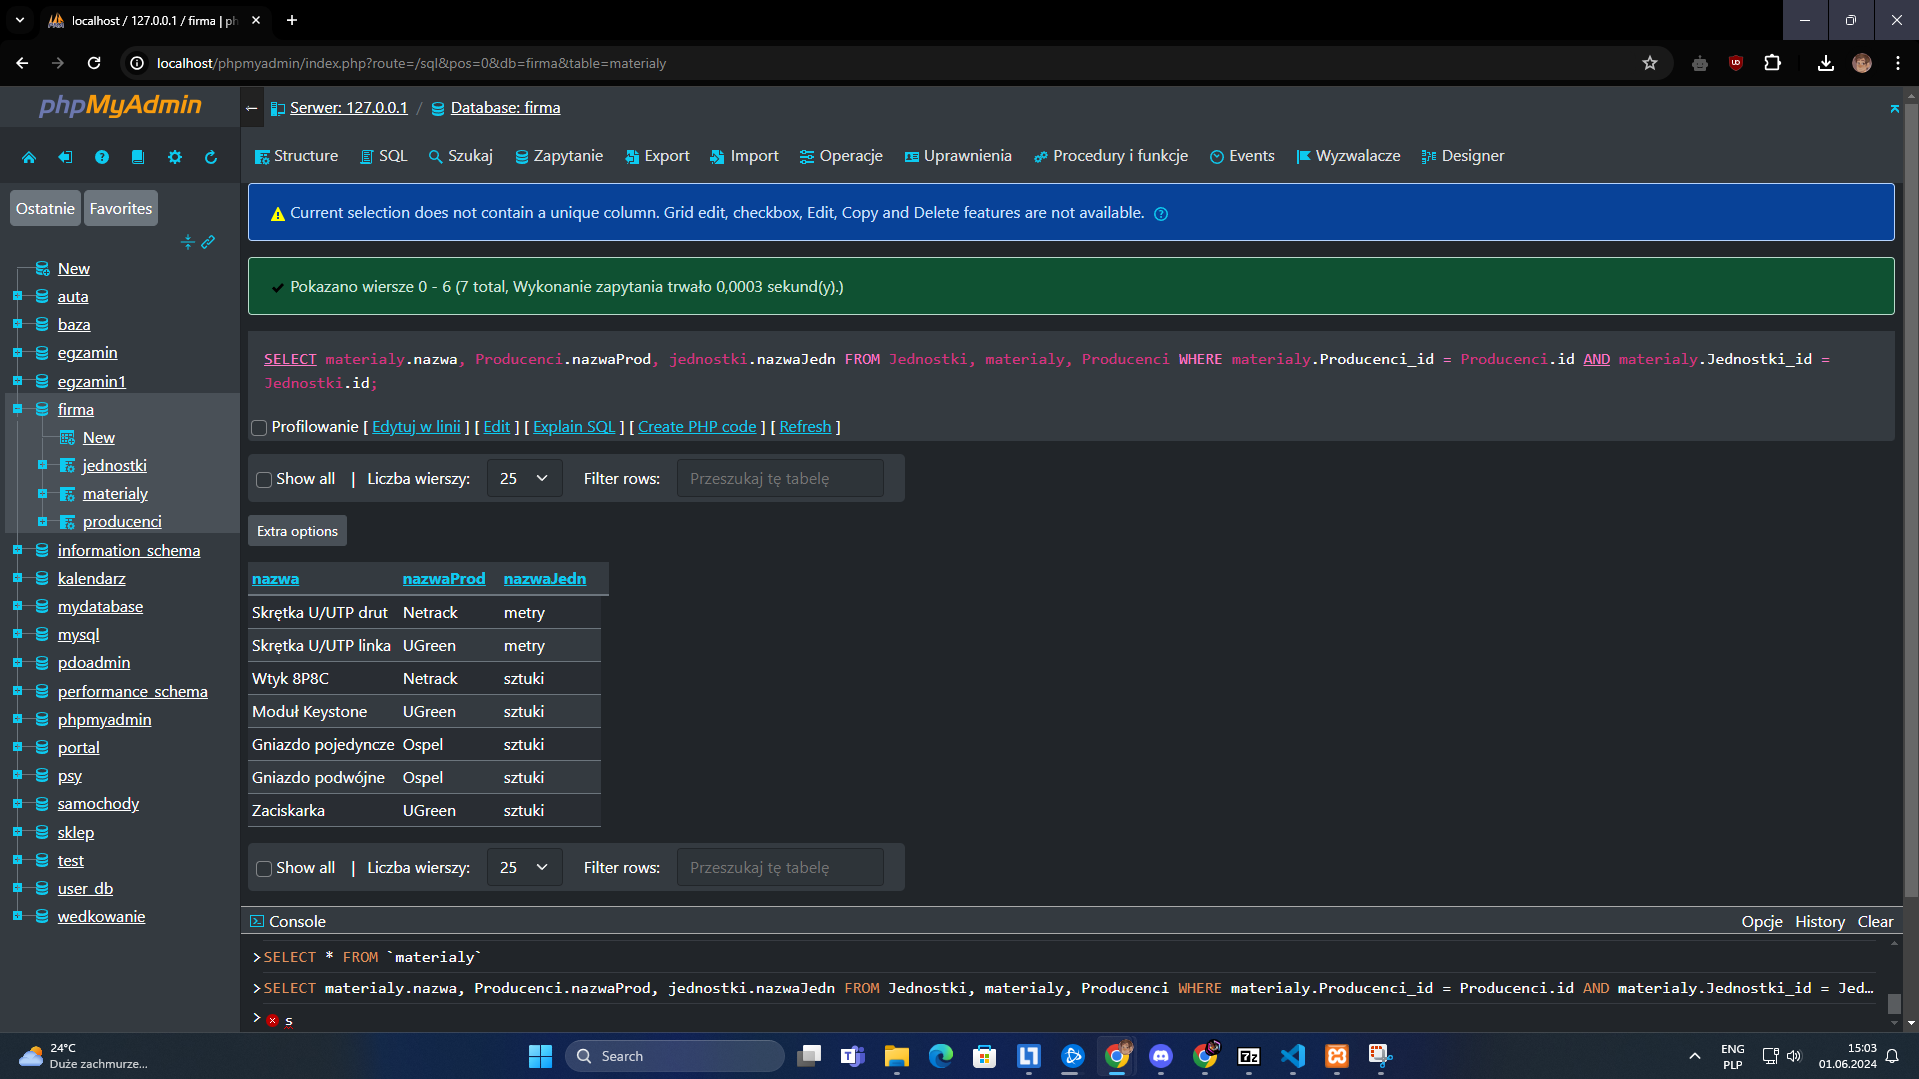 localhost / 127.0.0.1 / firma | ph
localhost/phpmyadmin/index.php?route=/sql&pos=0&db=firma&table=materialy
phpMyAdmin
Ostatnie Favorites
New
auta
baza
egzamin
egzamin1
firma
New
jednostki
materialy
producenci
information_schema
kalendarz
mydatabase
mysql
pdoadmin
performance_schema
phpmyadmin
portal
psy
samochody
sklep
test
user_db
wedkowanie
Serwer: 127.0.0.1 / Database: firma
Structure SQL Szukaj Zapytanie Export Import Operacje Uprawnienia Procedury i funkcje Events Wyzwalacze Designer
Current selection does not contain a unique column. Grid edit, checkbox, Edit, Copy and Delete features are not available.
Pokazano wiersze 0 - 6 (7 total, Wykonanie zapytania trwało 0,0003 sekund(y).)
SELECT materialy.nazwa, Producenci.nazwaProd, jednostki.nazwaJedn FROM Jednostki, materialy, Producenci WHERE materialy.Producenci_id = Producenci.id AND materialy.Jednostki_id =
Jednostki.id;
Profilowanie [ Edytuj w linii ] [ Edit ] [ Explain SQL ] [ Create PHP code ] [ Refresh ]
Show all | Liczba wierszy: 25 Filter rows: Przeszukaj tę tabelę
Extra options
nazwa nazwaProd nazwaJedn
Skrętka U/UTP drut Netrack metry
Skrętka U/UTP linka UGreen metry
Wtyk 8P8C Netrack sztuki
Moduł Keystone UGreen sztuki
Gniazdo pojedyncze Ospel sztuki
Gniazdo podwójne Ospel sztuki
Zaciskarka UGreen sztuki
Show all | Liczba wierszy: 25 Filter rows: Przeszukaj tę tabelę
Console Opcje History Clear
>SELECT * FROM `materialy`
>SELECT materialy.nazwa, Producenci.nazwaProd, jednostki.nazwaJedn FROM Jednostki, materialy, Producenci WHERE materialy.Producenci_id = Producenci.id AND materialy.Jednostki_id = Jed…
> s
24°C
Duże zachmurze...
Search
ENG
PLP
15:03
01.06.2024